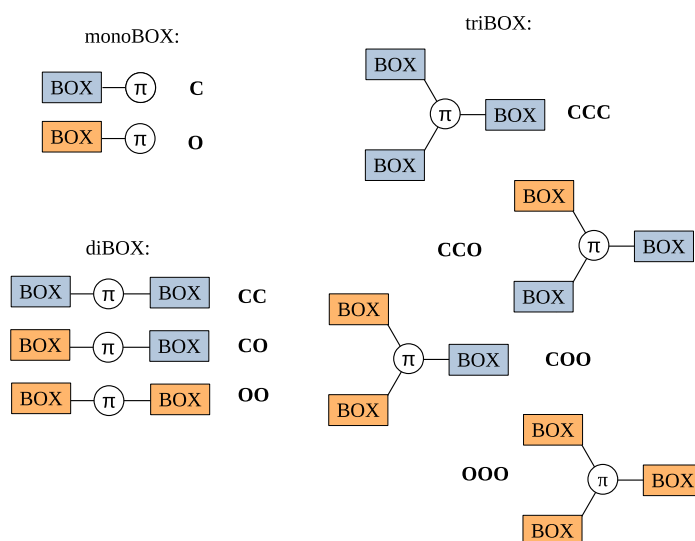 monoBOX:
BOX π C
BOX π O
diBOX:
BOX π BOX CC
BOX π BOX CO
BOX π BOX OO
triBOX:
BOX
π BOX CCC
BOX
BOX
CCO π BOX
BOX
BOX
π BOX COO
BOX
BOX
OOO π BOX
BOX